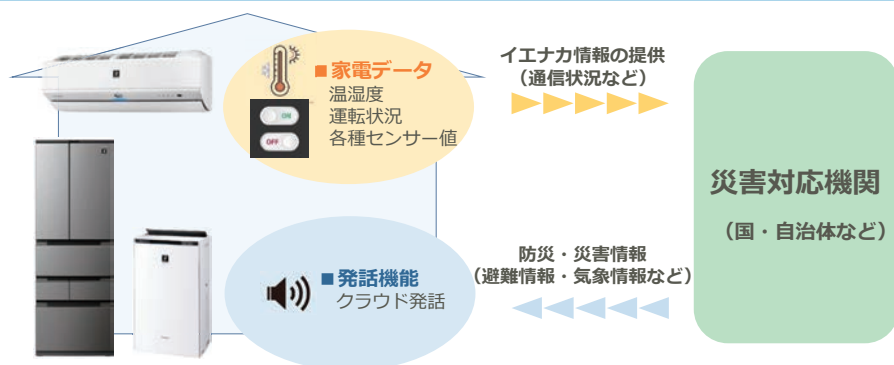 ■家電データ
温湿度
運転状況
各種センサー値
ON
OFF
イエナカ情報の提供
（通信状況など）
災害対応機関
（国・自治体など）
防災・災害情報
（避難情報・気象情報など）
■発話機能
クラウド発話